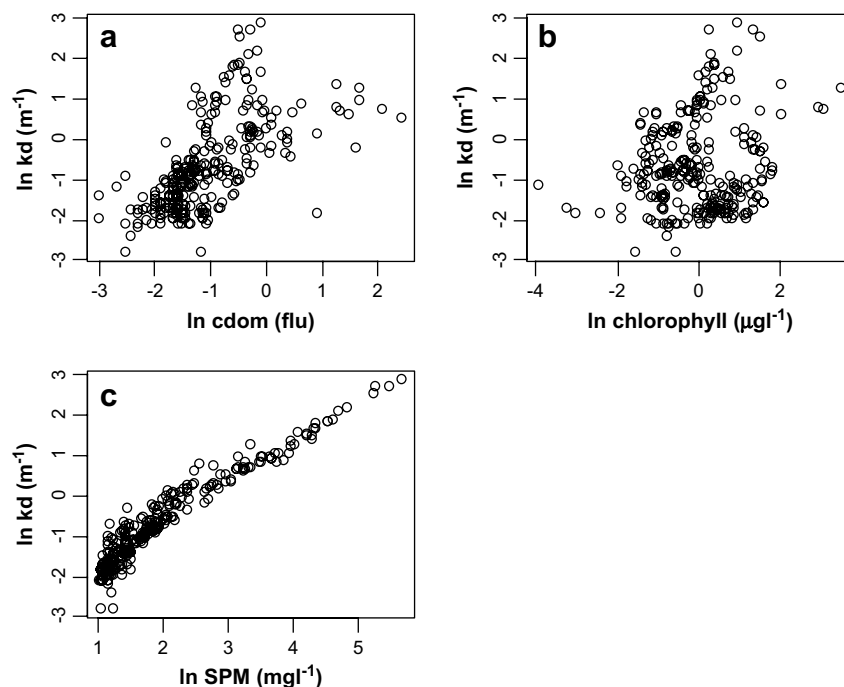 a
3
2
1
0
-1
-2
-3
ln kd (m⁻¹)
-3 -2 -1 0 1 2
ln cdom (flu)
b
3
2
1
0
-1
-2
-3
ln kd (m⁻¹)
-4 -2 0 2
ln chlorophyll (μgl⁻¹)
c
3
2
1
0
-1
-2
-3
ln kd (m⁻¹)
1 2 3 4 5
ln SPM (mgl⁻¹)